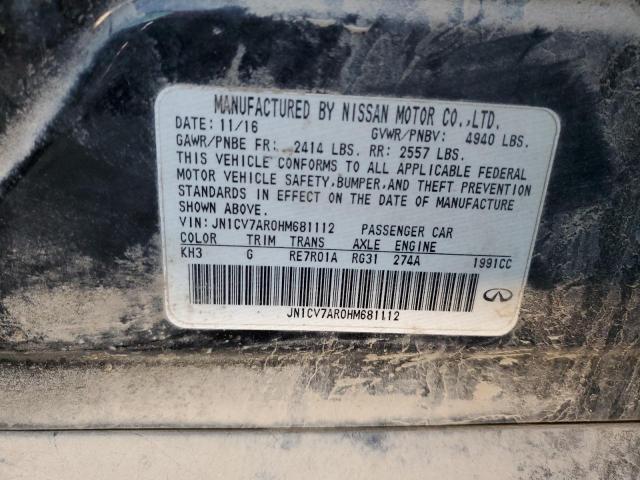 MANUFACTURED BY NISSAN MOTOR CO.,LTD.
DATE: 11/16 GVWR/PNBV: 4940 LBS.
GAWR/PNBE FR: 2414 LBS. RR: 2557 LBS.
THIS VEHICLE CONFORMS TO ALL APPLICABLE FEDERAL
MOTOR VEHICLE SAFETY,BUMPER,AND THEFT PREVENTION
STANDARDS IN EFFECT ON THE DATE OF MANUFACTURE
SHOWN ABOVE.
VIN: JN1CV7AR0HM681112 PASSENGER CAR
COLOR TRIM TRANS AXLE ENGINE
KH3 G RE7R01A RG31 274A 1991CC
JN1CV7AR0HM681112